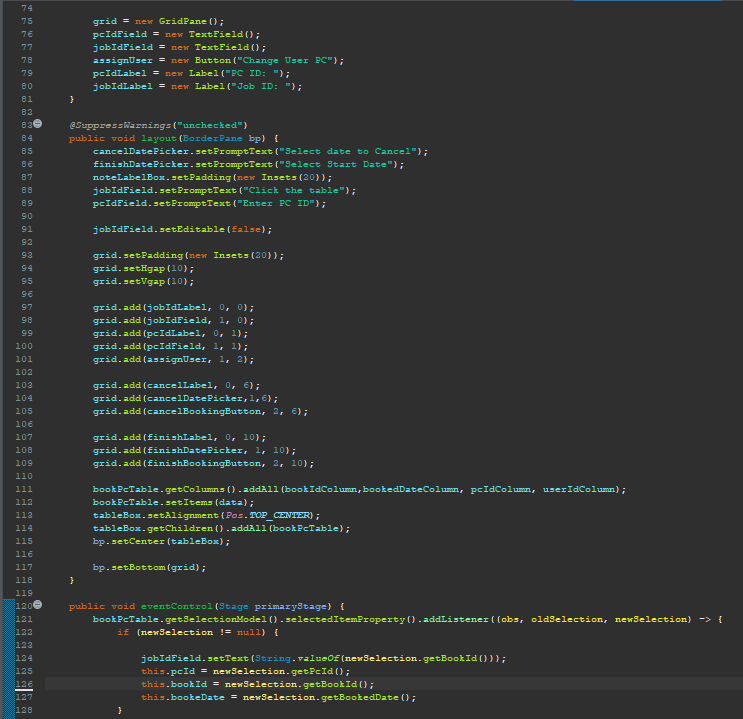 74
75 grid = new GridPane();
76 pcIdField = new TextField();
77 jobIdField = new TextField();
78 assignUser = new Button("Change User PC");
79 pcIdLabel = new Label("PC ID: ");
80 jobIdLabel = new Label("Job ID: ");
81 }
82
83 @SuppressWarnings("unchecked")
84 public void layout(BorderPane bp) {
85 cancelDatePicker.setPromptText("Select date to Cancel");
86 finishDatePicker.setPromptText("Select Start Date");
87 noteLabelBox.setPadding(new Insets(20));
88 jobIdField.setPromptText("Click the table");
89 pcIdField.setPromptText("Enter PC ID");
90
91 jobIdField.setEditable(false);
92
93 grid.setPadding(new Insets(20));
94 grid.setHgap(10);
95 grid.setVgap(10);
96
97 grid.add(jobIdLabel, 0, 0);
98 grid.add(jobIdField, 1, 0);
99 grid.add(pcIdLabel, 0, 1);
100 grid.add(pcIdField, 1, 1);
101 grid.add(assignUser, 1, 2);
102
103 grid.add(cancelLabel, 0, 6);
104 grid.add(cancelDatePicker,1,6);
105 grid.add(cancelBookingButton, 2, 6);
106
107 grid.add(finishLabel, 0, 10);
108 grid.add(finishDatePicker, 1, 10);
109 grid.add(finishBookingButton, 2, 10);
110
111 bookPcTable.getColumns().addAll(bookIdColumn,bookedDateColumn, pcIdColumn, userIdColumn);
112 bookPcTable.setItems(data);
113 tableBox.setAlignment(Pos.TOP_CENTER);
114 tableBox.getChildren().addAll(bookPcTable);
115 bp.setCenter(tableBox);
116
117 bp.setBottom(grid);
118 }
119
120 public void eventControl(Stage primaryStage) {
121 bookPcTable.getSelectionModel().selectedItemProperty().addListener((obs, oldSelection, newSelection) -> {
122 if (newSelection != null) {
123
124 jobIdField.setText(String.valueOf(newSelection.getBookId()));
125 this.pcId = newSelection.getPcId();
126 this.bookId = newSelection.getBookId();
127 this.bookeDate = newSelection.getBookedDate();
128 }